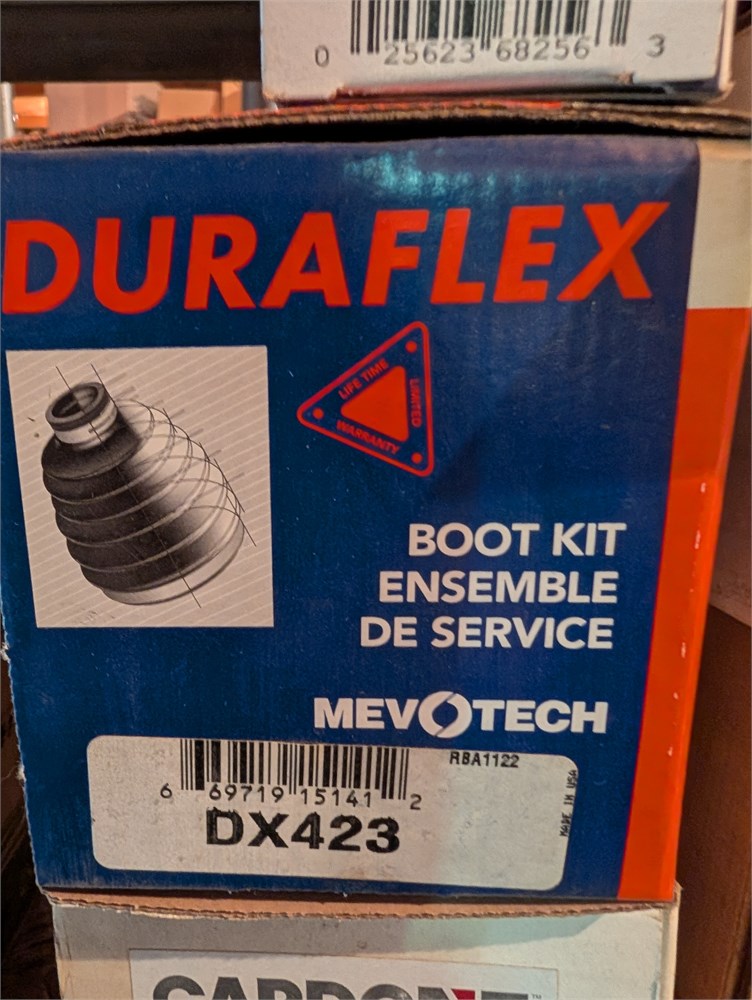 0 25623 68256 3
DURAFLEX
LIFE TIME
LIMITED
WARRANTY
BOOT KIT
ENSEMBLE
DE SERVICE
MEVOTECH
RBA1122
6 69719 15141 2
MADE IN USA
DX423
CARDONE™